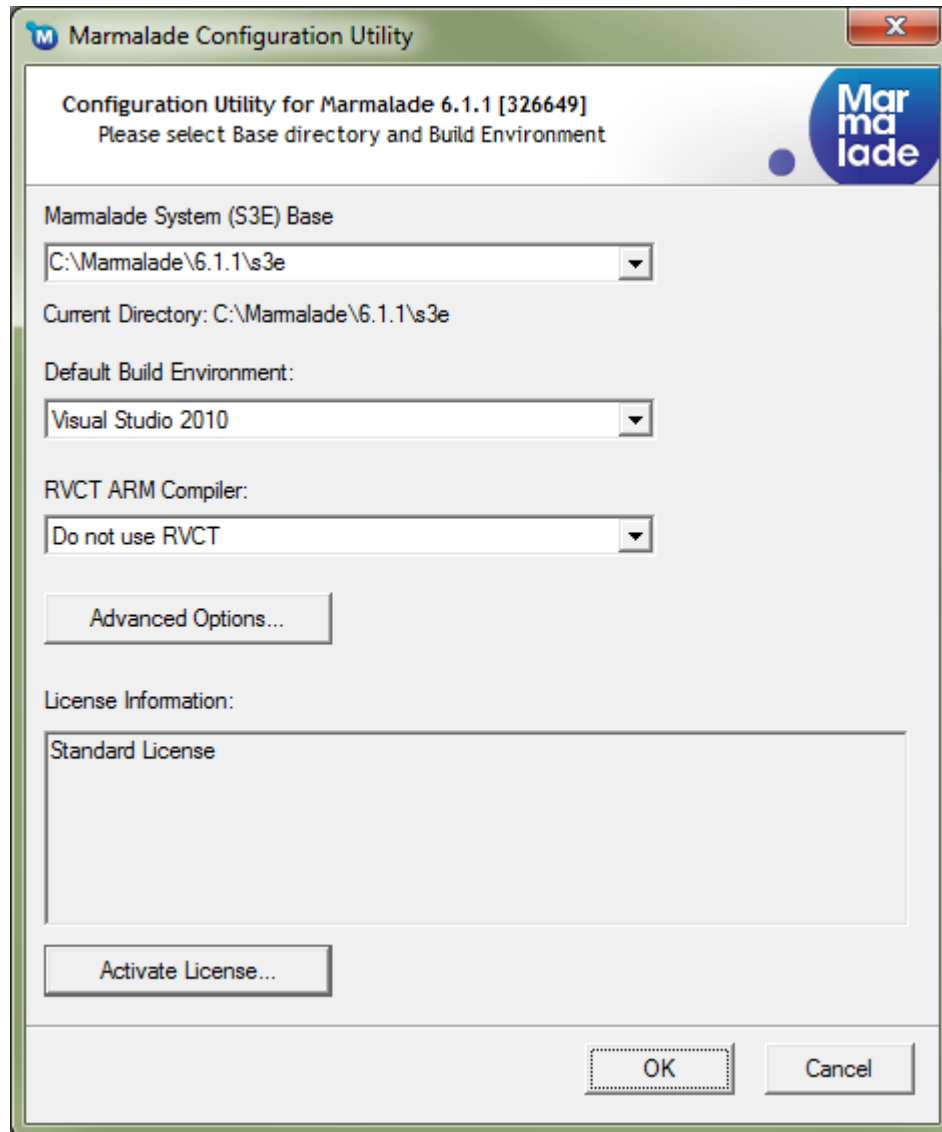 Marmalade Configuration Utility
Configuration Utility for Marmalade 6.1.1 [326649]
Please select Base directory and Build Environment
Mar
ma
lade
Marmalade System (S3E) Base
C:\Marmalade\6.1.1\s3e
Current Directory: C:\Marmalade\6.1.1\s3e
Default Build Environment:
Visual Studio 2010
RVCT ARM Compiler:
Do not use RVCT
Advanced Options...
License Information:
Standard License
Activate License...
OK
Cancel